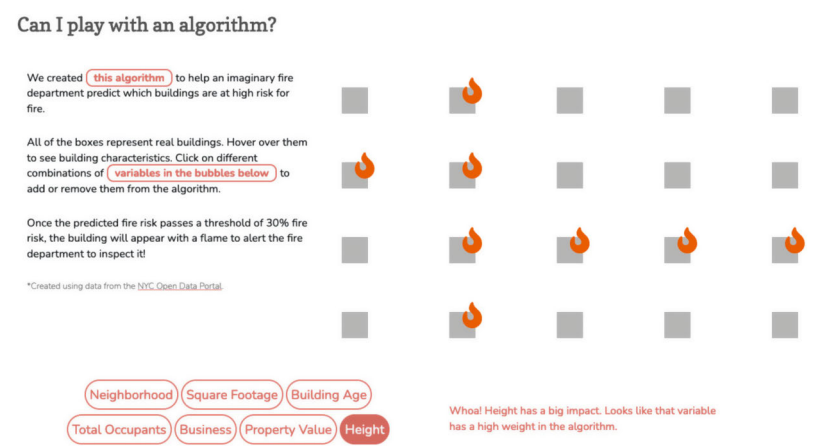 Can I play with an algorithm?
We created this algorithm to help an imaginary fire
department predict which buildings are at high risk for
fire.
All of the boxes represent real buildings. Hover over them
to see building characteristics. Click on different
combinations of variables in the bubbles below to
add or remove them from the algorithm.
Once the predicted fire risk passes a threshold of 30% fire
risk, the building will appear with a flame to alert the fire
department to inspect it!
*Created using data from the NYC Open Data Portal.
Neighborhood Square Footage Building Age
Total Occupants Business Property Value Height
Whoa! Height has a big impact. Looks like that variable
has a high weight in the algorithm.